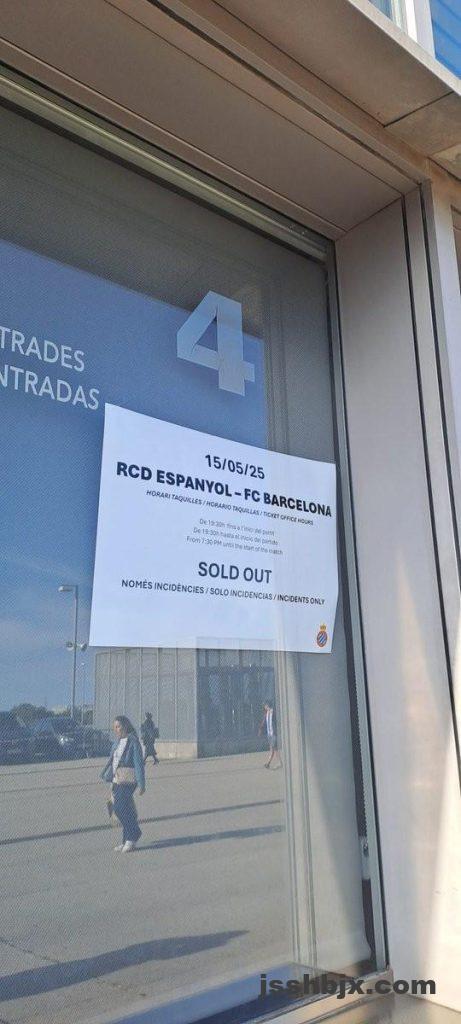 4
TRADES
NTRADAS
15/05/25
RCD ESPANYOL – FC BARCELONA
HORARI TAQUILLES / HORARIO TAQUILLAS / TICKET OFFICE HOURS
De 19:30h fins a l'inici del partit
De 19:30h hasta el inicio del partido
From 7:30 PM until the start of the match
SOLD OUT
NOMÉS INCIDÈNCIES / SOLO INCIDENCIAS / INCIDENTS ONLY
jsshbjx.com